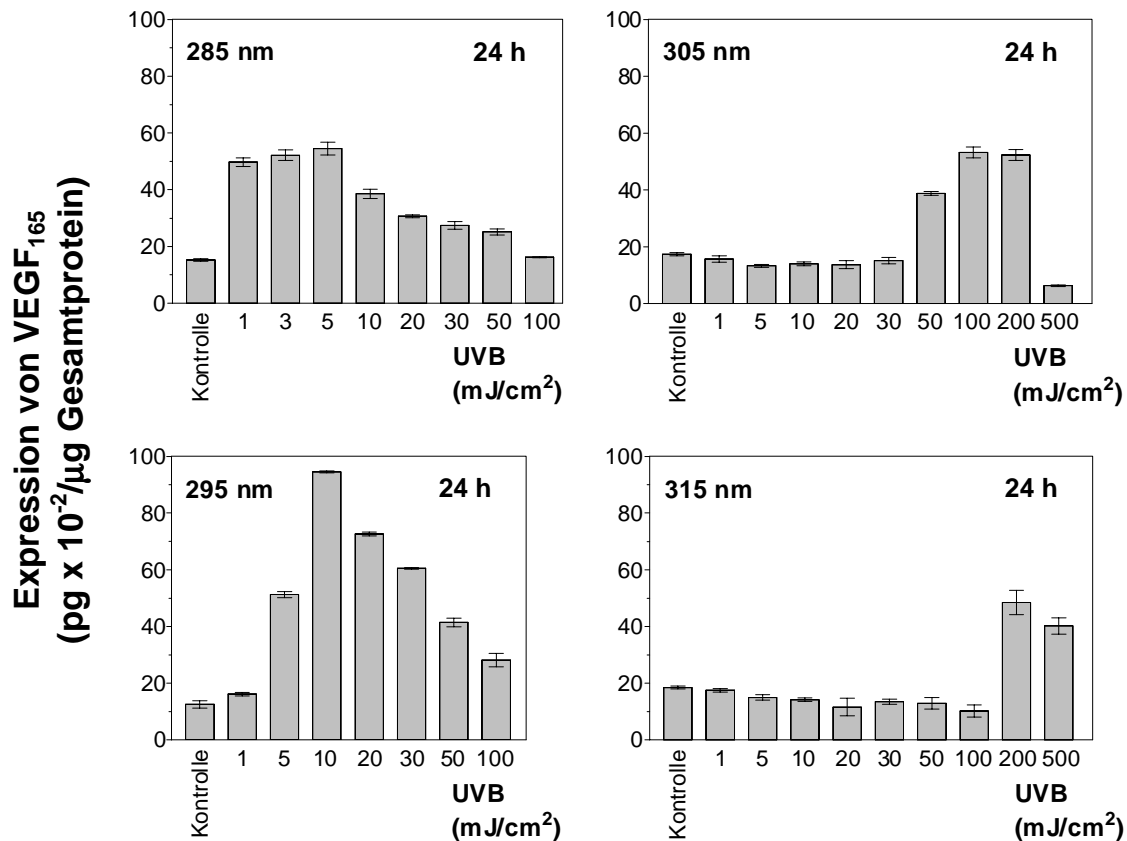 Expression von VEGF₁₆₅
(pg x 10⁻²/µg Gesamtprotein)
285 nm 24 h
100
80
60
40
20
0
Kontrolle 1 3 5 10 20 30 50 100
UVB
(mJ/cm²)
305 nm 24 h
100
80
60
40
20
0
Kontrolle 1 5 10 20 30 50 100 200 500
UVB
(mJ/cm²)
295 nm 24 h
100
80
60
40
20
0
Kontrolle 1 5 10 20 30 50 100
UVB
(mJ/cm²)
315 nm 24 h
100
80
60
40
20
0
Kontrolle 1 5 10 20 30 50 100 200 500
UVB
(mJ/cm²)